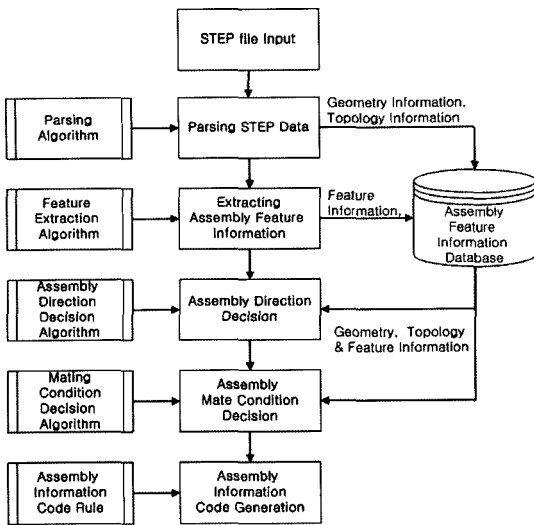 STEP file Input
Parsing
Algorithm
Parsing STEP Data
Geometry Information,
Topology Information
Feature
Extraction
Algorithm
Extracting
Assembly Feature
Information
Feature
Information,
Assembly
Feature
Information
Database
Assembly
Direction
Decision
Algorithm
Assembly Direction
Decision
Geometry, Topology
& Feature Information
Mating
Condition
Decision
Algorithm
Assembly
Mate Condition
Decision
Assembly
Information
Code Rule
Assembly
Information
Code Generation